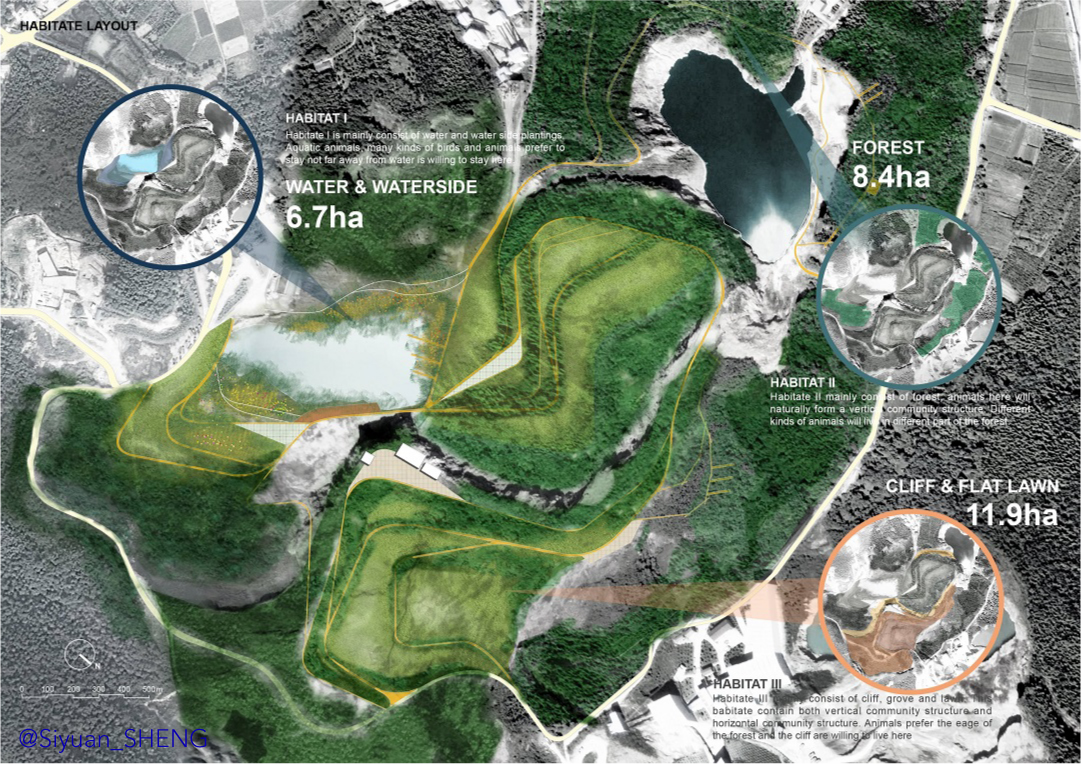 HABITATE LAYOUT
HABITAT I
Habitate I is mainly consist of water and water side plantings.
Aquatic animals, many kinds of birds and animals prefer to
stay not far away from water is willing to stay here.
WATER & WATERSIDE
6.7ha
FOREST
8.4ha
HABITAT II
Habitate II mainly consist of forest, animals here will
naturally form a vertical community structure. Different
kinds of animals will live in different part of the forest
CLIFF & FLAT LAWN
11.9ha
HABITAT III
Habitate III consist of cliff, grove and
babitate contain both vertical community structure and
horizontal community structure. Animals prefer the eage of
the forest and the cliff are willing to live here
N
0 100 200 300 400 500m
@Siyuan_SHENG